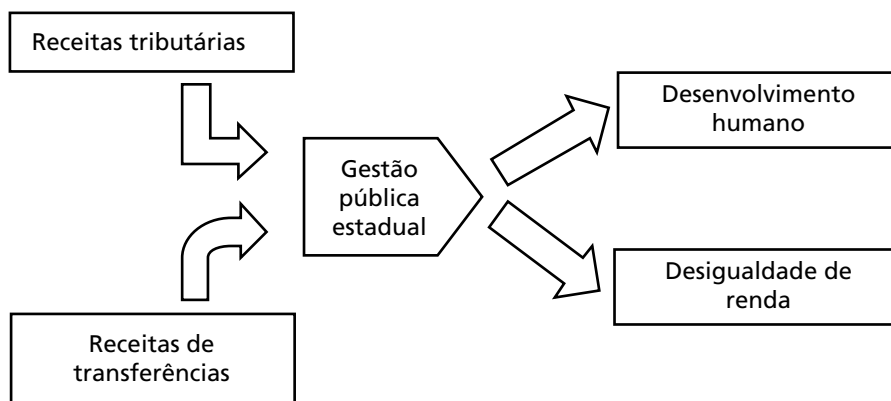 Receitas tributárias
Receitas de
transferências
Gestão
pública
estadual
Desenvolvimento
humano
Desigualdade de
renda